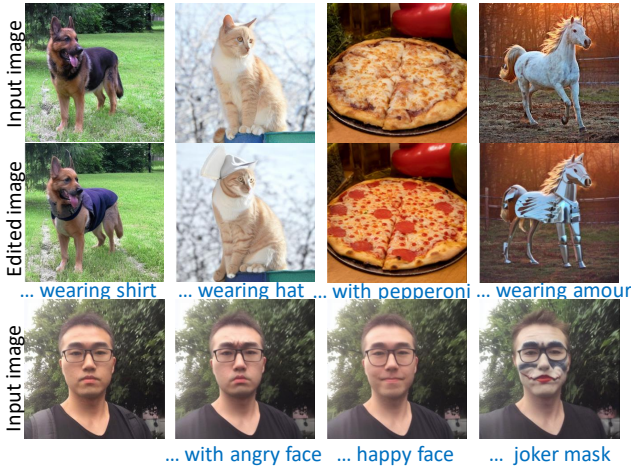 Input image
Edited image
... wearing shirt
... wearing hat
... with pepperoni
... wearing amour
Input image
... with angry face
... happy face
... joker mask